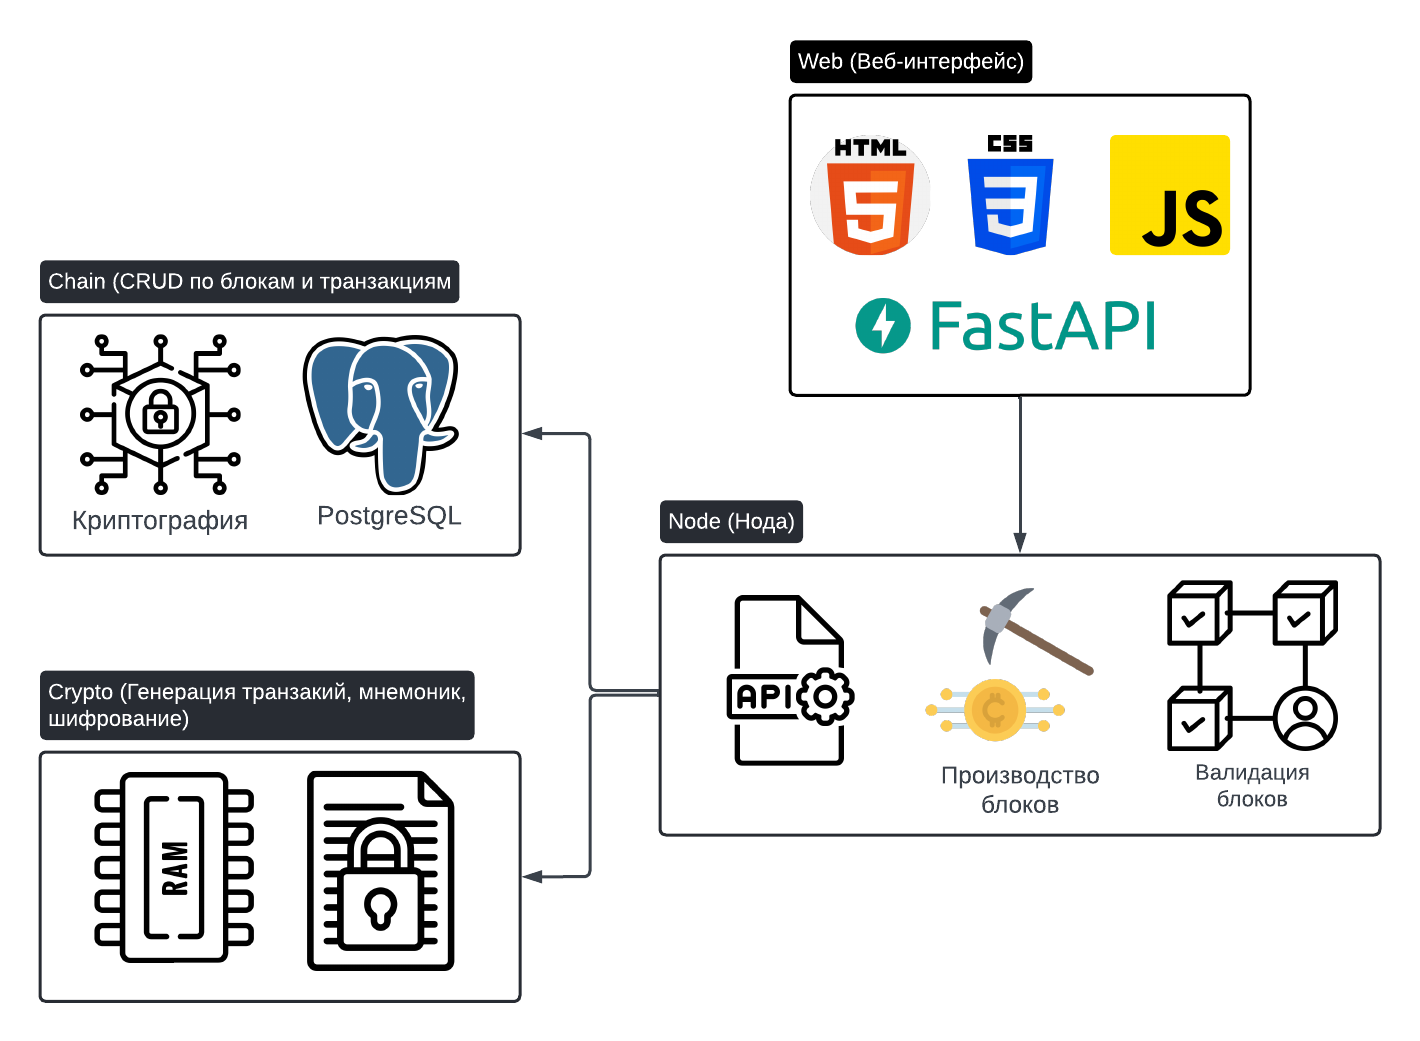 Web (Веб-интерфейс)
HTML
CSS
JS
FastAPI
Chain (CRUD по блокам и транзакциям
Криптография
PostgreSQL
Node (Нода)
API
Производство
блоков
Валидация
блоков
Crypto (Генерация транзакий, мнемоник,
шифрование)
RAM